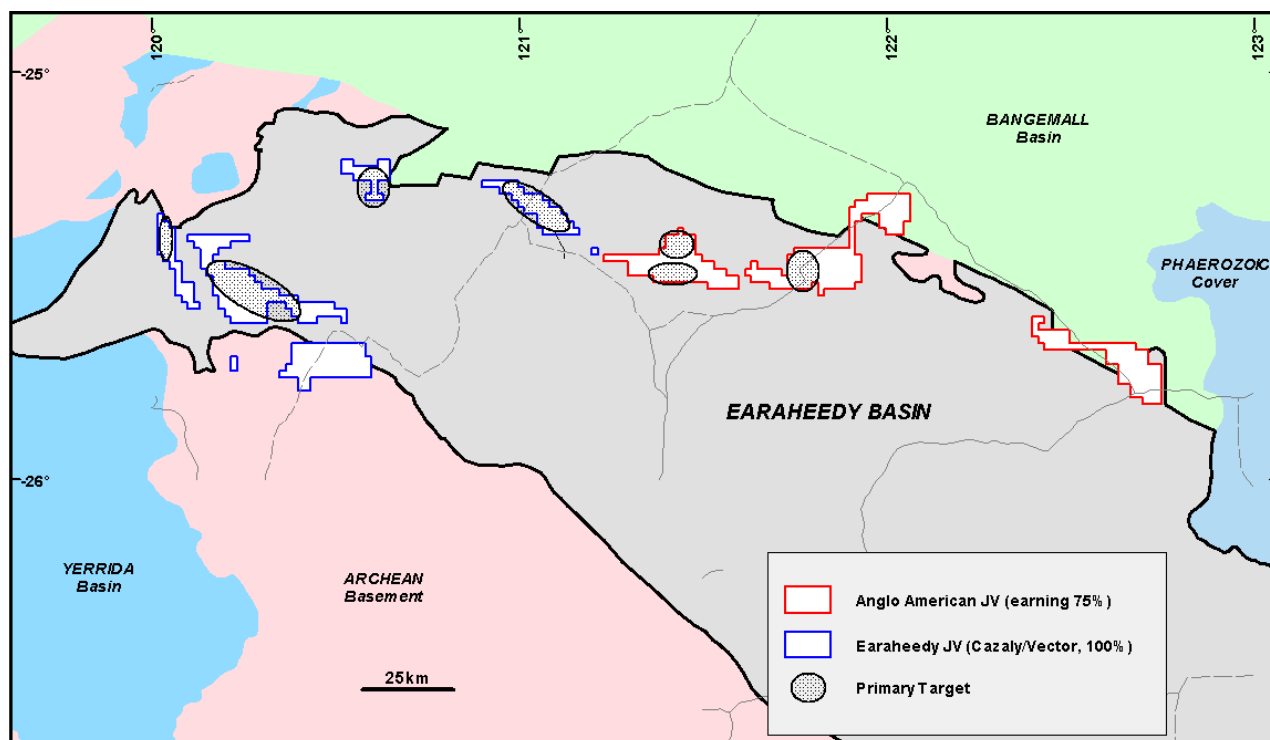 120°
121°
122°
123°
-25°
BANGEMALL
Basin
PHAEROZOIC
Cover
EARAHEEDY BASIN
-26°
YERRIDA
Basin
ARCHEAN
Basement
25km
Anglo American JV (earning 75%)
Earaheedy JV (Cazaly/Vector, 100%)
Primary Target